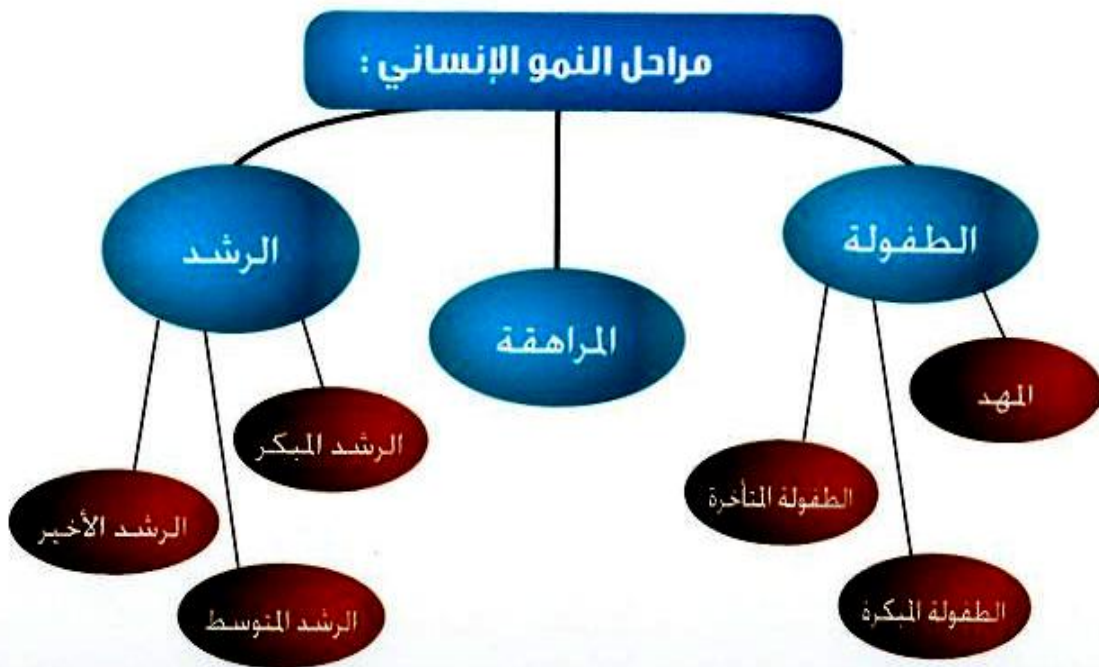 مراحل النمو الإنساني :
الطفولة
الرشد
المراهقة
المهد
الرشد المبكر
الطفولة المتأخرة
الرشد الأخير
الطفولة المبكرة
الرشد المتوسط